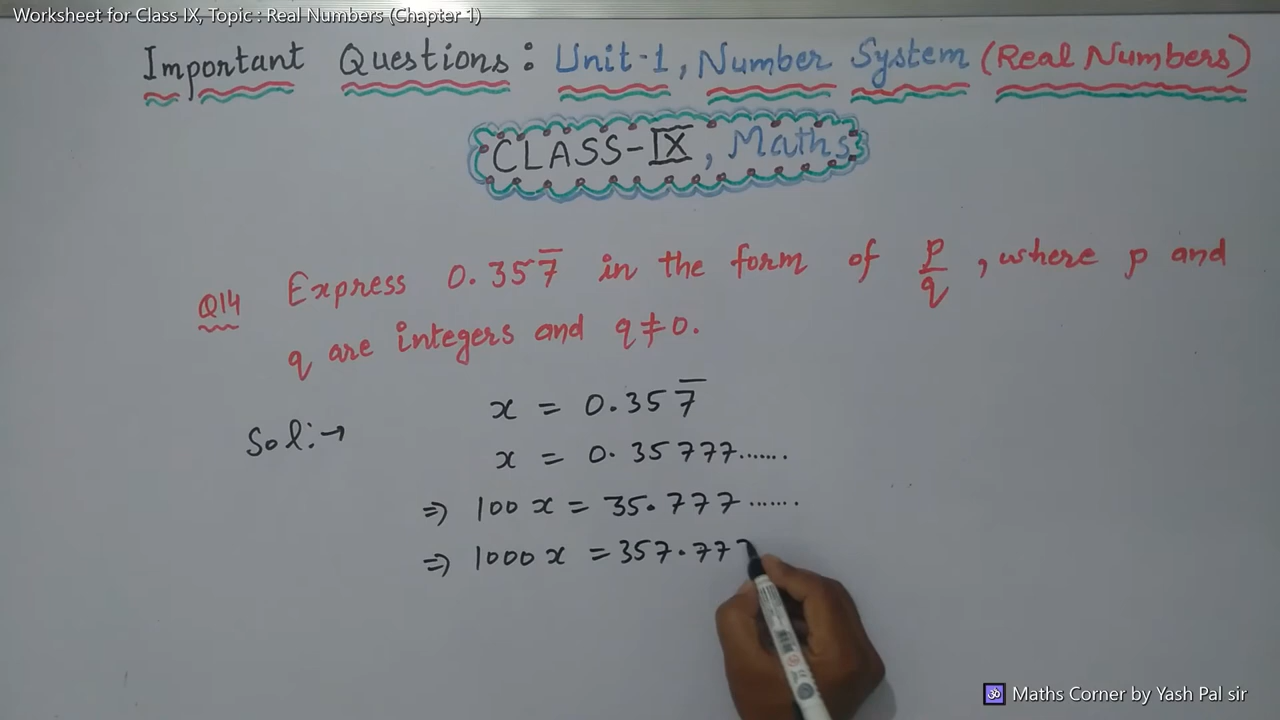 Worksheet for Class IX, Topic : Real Numbers (Chapter 1)
Important Questions: Unit-1, Number System (Real Numbers)
CLASS-IX, Maths
Q14 Express 0.357̅ in the form of p/q, where p and
q are integers and q≠0.
Sol:→
x = 0.357̅
x = 0.35777......
⇒ 100x = 35.777......
⇒ 1000x = 357.777
ॐ Maths Corner by Yash Pal sir